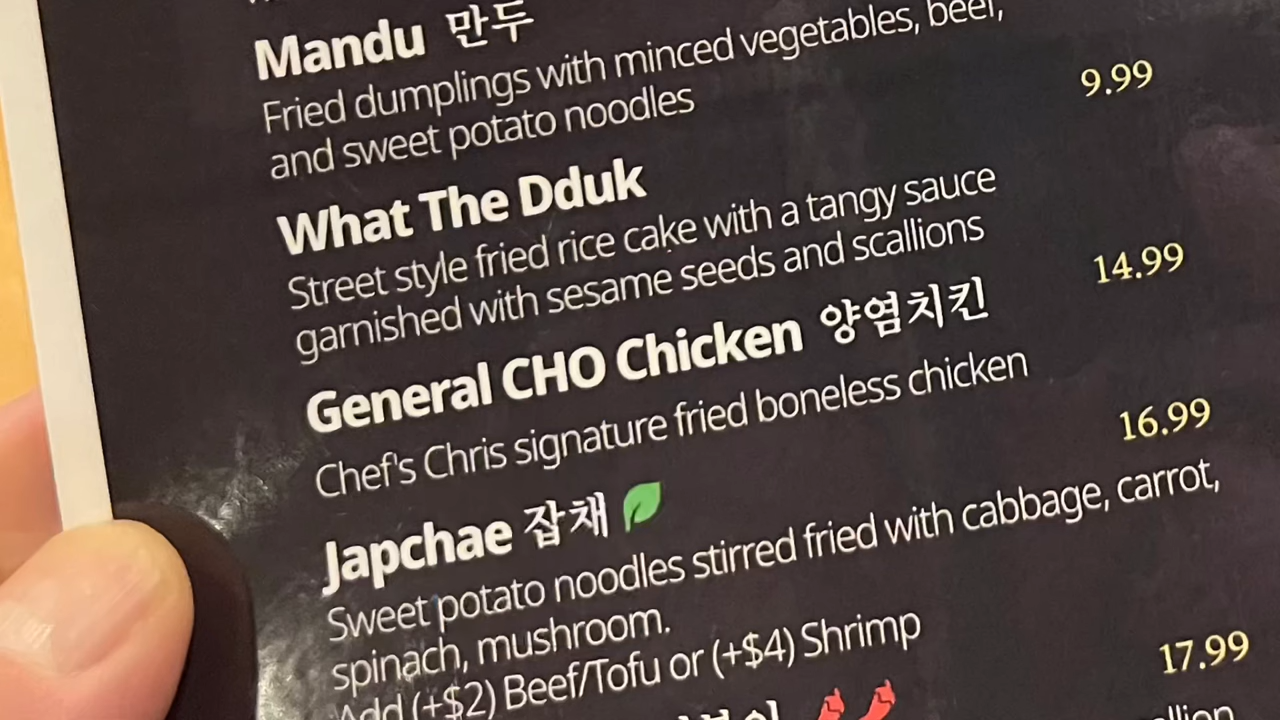 Mandu 만두
Fried dumplings with minced vegetables, beef,
and sweet potato noodles
What The Dduk 9.99
Street style fried rice cake with a tangy sauce
garnished with sesame seeds and scallions
General CHO Chicken 양염치킨 14.99
Chef's Chris signature fried boneless chicken
Japchae 잡채 16.99
Sweet potato noodles stirred fried with cabbage, carrot,
spinach, mushroom.
Add (+$2) Beef/Tofu or (+$4) Shrimp
17.99